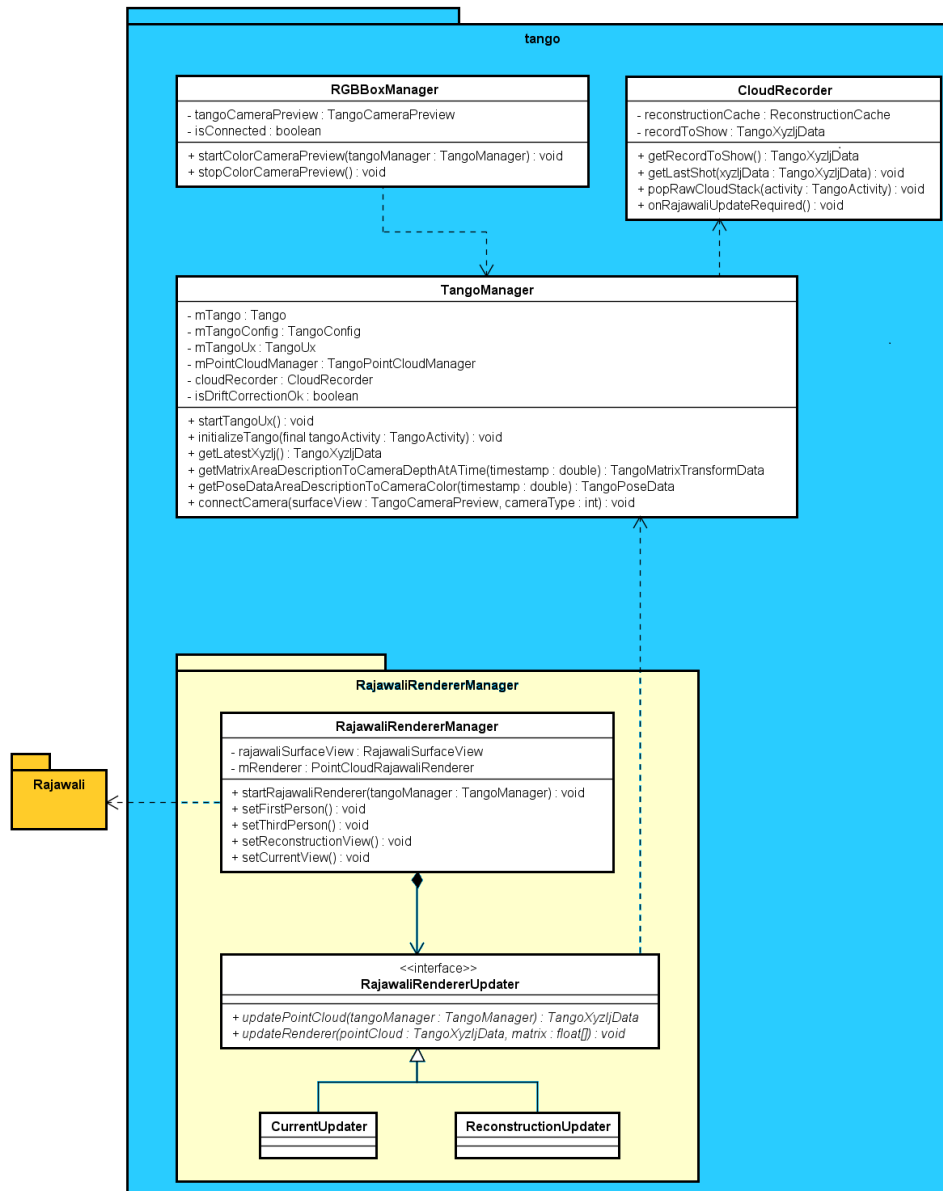 tango
RGBBoxManager
- tangoCameraPreview : TangoCameraPreview
- isConnected : boolean
+ startColorCameraPreview(tangoManager : TangoManager) : void
+ stopColorCameraPreview() : void
CloudRecorder
- reconstructionCache : ReconstructionCache
- recordToShow : TangoXyzIjData
+ getRecordToShow() : TangoXyzIjData
+ getLastShot(xyzIjData : TangoXyzIjData) : void
+ popRawCloudStack(activity : TangoActivity) : void
+ onRajawaliUpdateRequired() : void
TangoManager
- mTango : Tango
- mTangoConfig : TangoConfig
- mTangoUx : TangoUx
- mPointCloudManager : TangoPointCloudManager
- cloudRecorder : CloudRecorder
- isDriftCorrectionOk : boolean
+ startTangoUx() : void
+ initializeTango(final tangoActivity : TangoActivity) : void
+ getLatestXyzIj() : TangoXyzIjData
+ getMatrixAreaDescriptionToCameraDepthAtATime(timestamp : double) : TangoMatrixTransformData
+ getPoseDataAreaDescriptionToCameraColor(timestamp : double) : TangoPoseData
+ connectCamera(surfaceView : TangoCameraPreview, cameraType : int) : void
RajawaliRendererManager
RajawaliRendererManager
- rajawaliSurfaceView : RajawaliSurfaceView
- mRenderer : PointCloudRajawaliRenderer
+ startRajawaliRenderer(tangoManager : TangoManager) : void
+ setFirstPerson() : void
+ setThirdPerson() : void
+ setReconstructionView() : void
+ setCurrentView() : void
Rajawali
<<interface>>
RajawaliRendererUpdater
+ updatePointCloud(tangoManager : TangoManager) : TangoXyzIjData
+ updateRenderer(pointCloud : TangoXyzIjData, matrix : float[]) : void
CurrentUpdater
ReconstructionUpdater